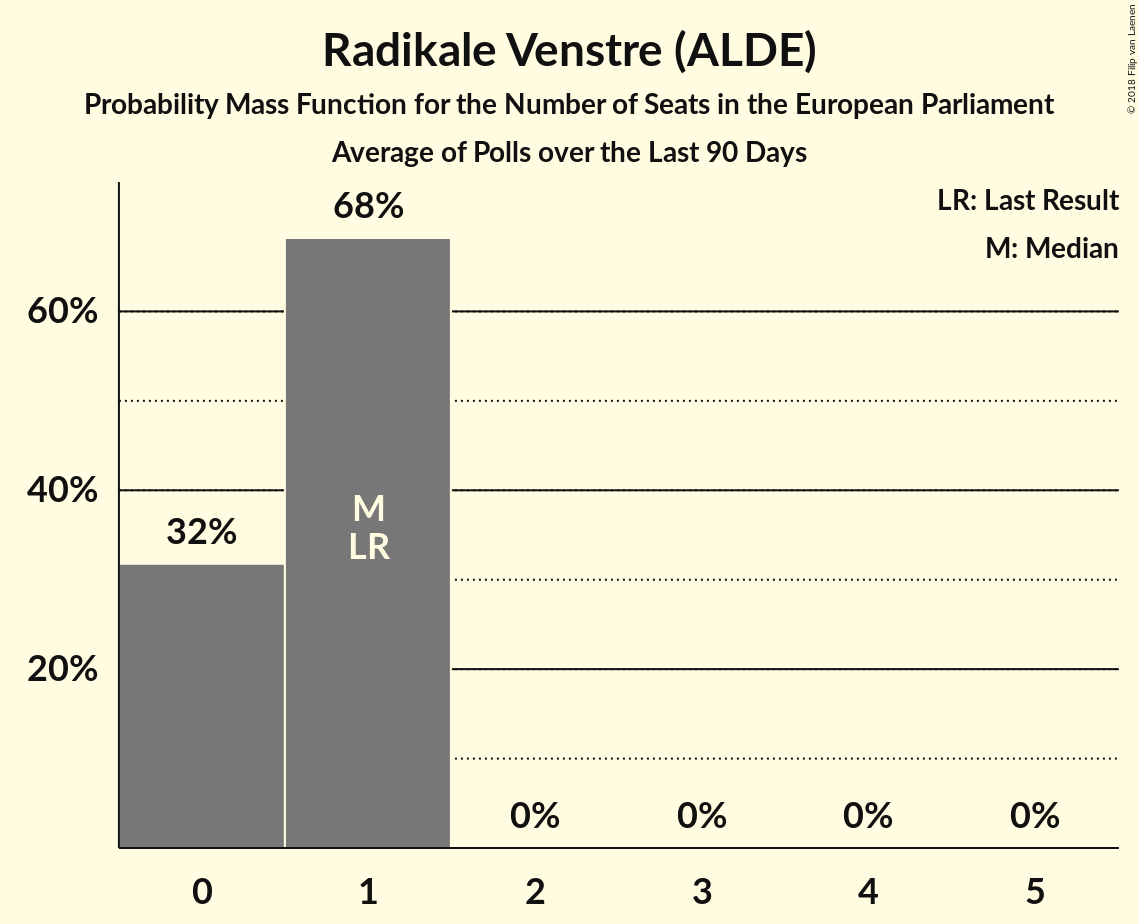 Radikale Venstre (ALDE)
Probability Mass Function for the Number of Seats in the European Parliament
Average of Polls over the Last 90 Days
© 2018 Filip van Laenen
LR: Last Result
M: Median
68%
60%
40%
32%
M
LR
20%
0% 0% 0% 0%
0 1 2 3 4 5